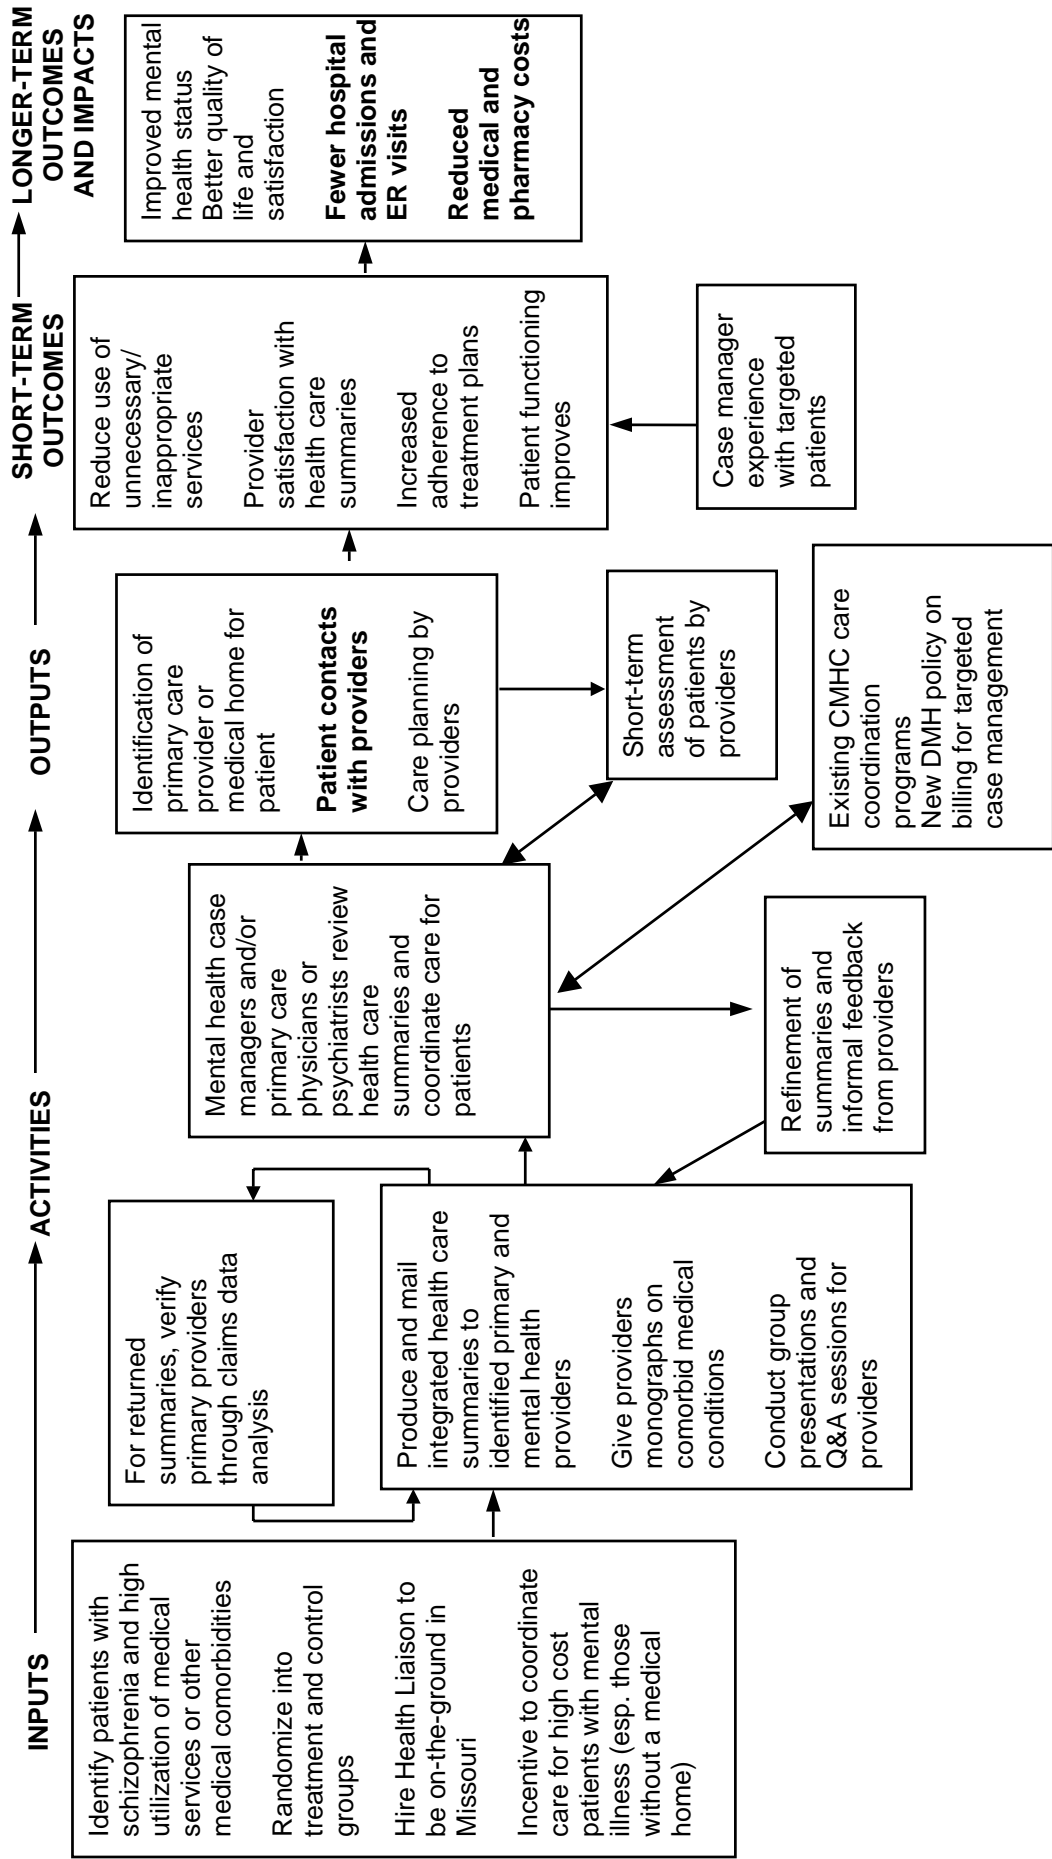 INPUTS
ACTIVITIES
OUTPUTS
SHORT-TERM
OUTCOMES
LONGER-TERM
OUTCOMES
AND IMPACTS
Identify patients with
schizophrenia and high
utilization of medical
services or other
medical comorbidities
Randomize into
treatment and control
groups
Hire Health Liaison to
be on-the-ground in
Missouri
Incentive to coordinate
care for high cost
patients with mental
illness (esp. those
without a medical
home)
For returned
summaries, verify
primary providers
through claims data
analysis
Produce and mail
integrated health care
summaries to
identified primary and
mental health
providers
Give providers
monographs on
comorbid medical
conditions
Conduct group
presentations and
Q&A sessions for
providers
Mental health case
managers and/or
primary care
physicians or
psychiatrists review
health care
summaries and
coordinate care for
patients
Refinement of
summaries and
informal feedback
from providers
Identification of
primary care
provider or
medical home for
patient
Patient contacts
with providers
Care planning by
providers
Short-term
assessment
of patients by
providers
Existing CMHC care
coordination
programs
New DMH policy on
billing for targeted
case management
Reduce use of
unnecessary/
inappropriate
services
Provider
satisfaction with
health care
summaries
Increased
adherence to
treatment plans
Patient functioning
improves
Case manager
experience
with targeted
patients
Improved mental
health status
Better quality of
life and
satisfaction
Fewer hospital
admissions and
ER visits
Reduced
medical and
pharmacy costs